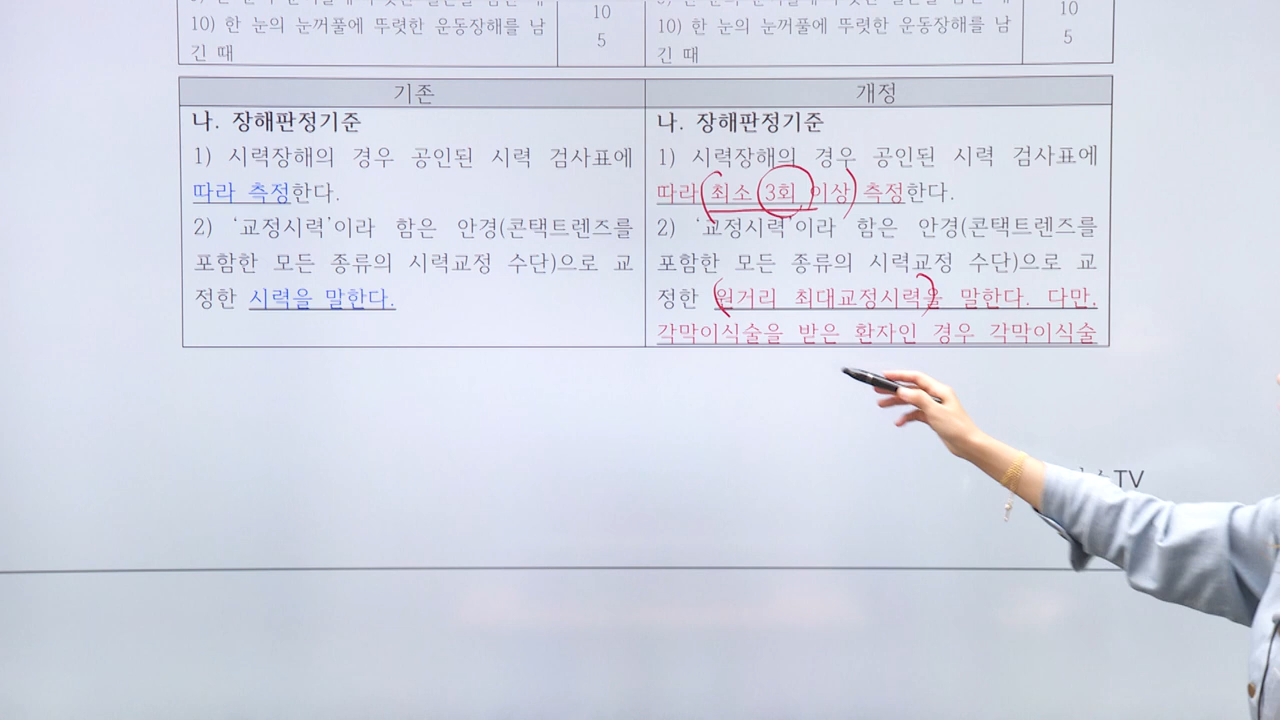 10
10
10) 한 눈의 눈꺼풀에 뚜렷한 운동장해를 남
긴 때
5
10) 한 눈의 눈꺼풀에 뚜렷한 운동장해를 남
긴 때
5
기존
개정
나. 장해판정기준
1) 시력장해의 경우 공인된 시력 검사표에
따라 측정한다.
2) ‘교정시력’이라 함은 안경(콘택트렌즈를
포함한 모든 종류의 시력교정 수단)으로 교
정한 시력을 말한다.
나. 장해판정기준
1) 시력장해의 경우 공인된 시력 검사표에
따라 최소 3회 이상 측정한다.
2) ‘교정시력’이라 함은 안경(콘택트렌즈를
포함한 모든 종류의 시력교정 수단)으로 교
정한 원거리 최대교정시력을 말한다. 다만,
각막이식술을 받은 환자인 경우 각막이식술
TV